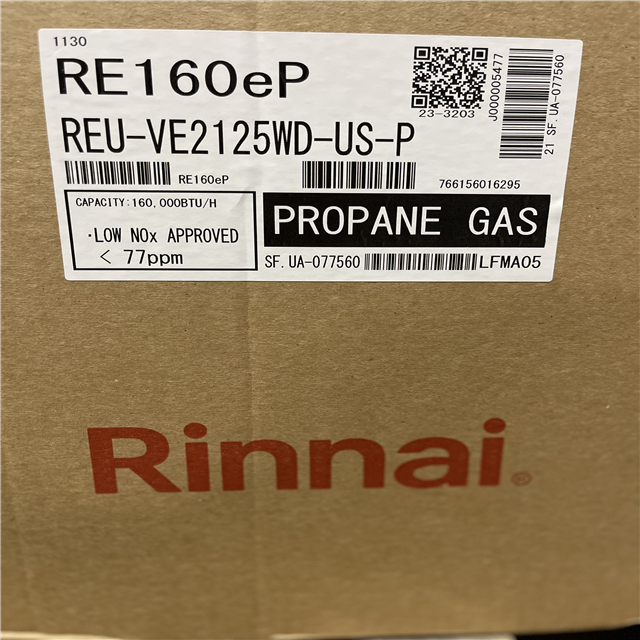 1130
RE160eP
REU-VE2125WD-US-P
23-3203
J000005477
21 SF.UA-077560
RE160eP
766156016295
CAPACITY:160,000BTU/H
·LOW NOx APPROVED
< 77ppm
PROPANE GAS
SF.UA-077560
LFMA05
Rinnai®